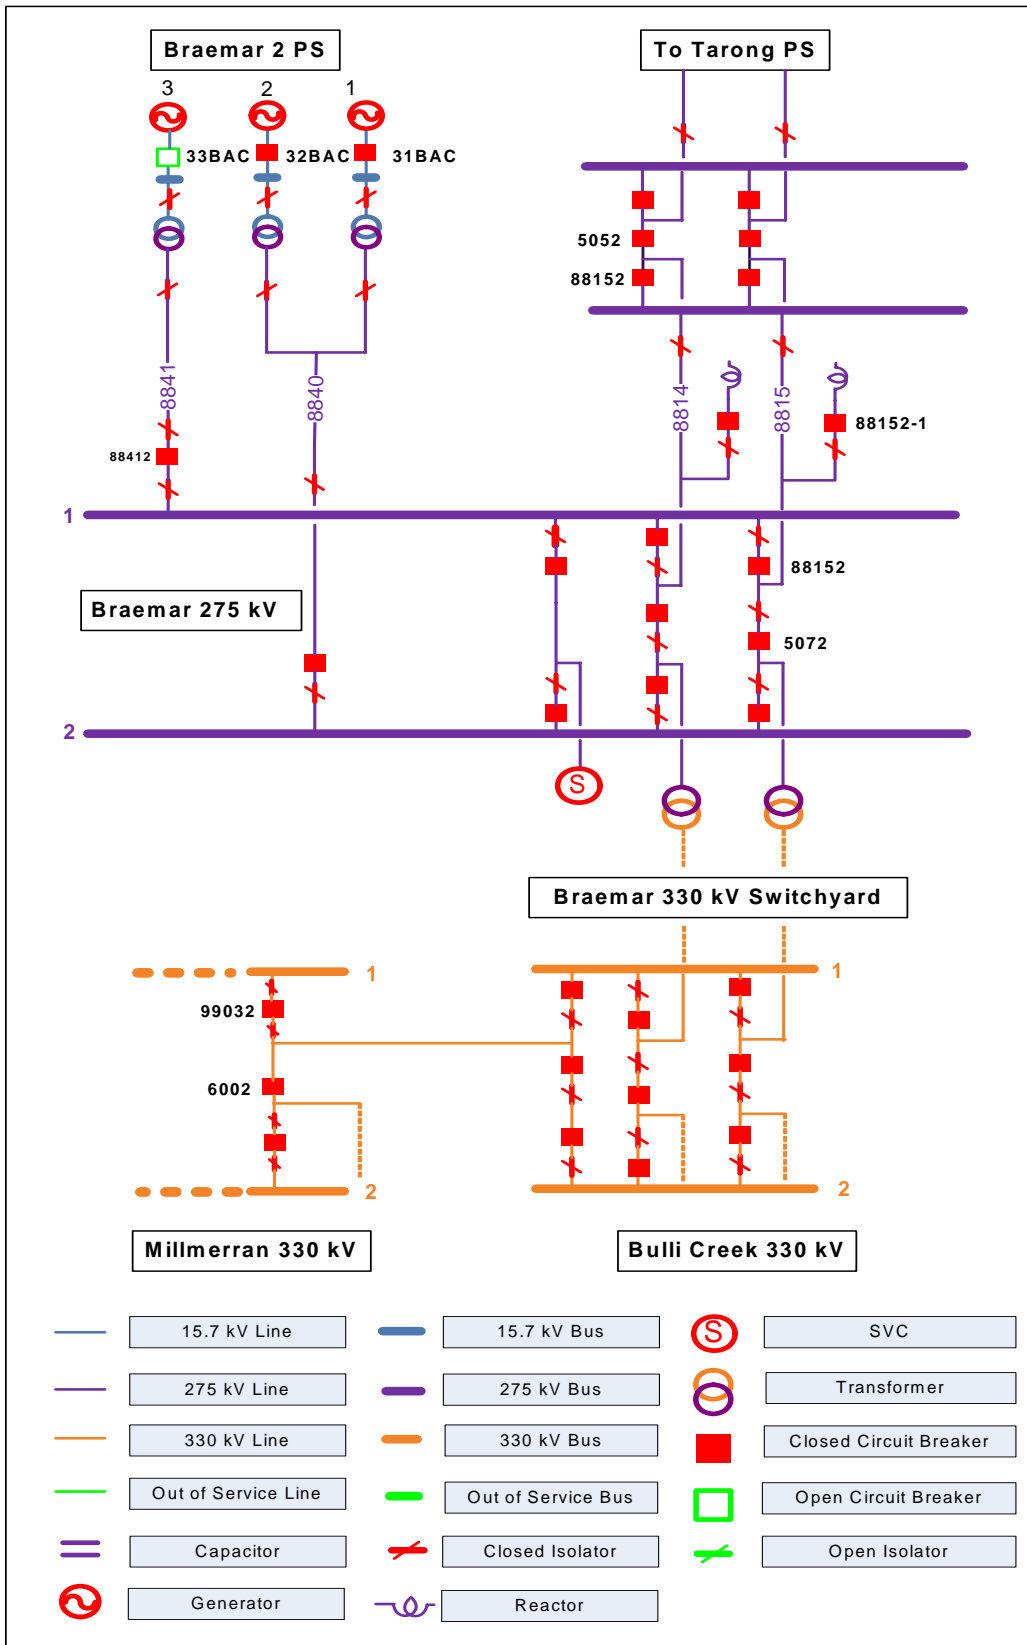 Braemar 2 PS
To Tarong PS
3
2
1
33BAC
32BAC
31BAC
5052
88152
8841
8840
8814
8815
88152-1
88412
1
88152
Braemar 275 kV
5072
2
S
Braemar 330 kV Switchyard
1
1
99032
6002
2
2
Millmerran 330 kV
Bulli Creek 330 kV
15.7 kV Line
15.7 kV Bus
S
SVC
275 kV Line
275 kV Bus
Transformer
330 kV Line
330 kV Bus
Closed Circuit Breaker
Out of Service Line
Out of Service Bus
Open Circuit Breaker
Capacitor
Closed Isolator
Open Isolator
Generator
Reactor